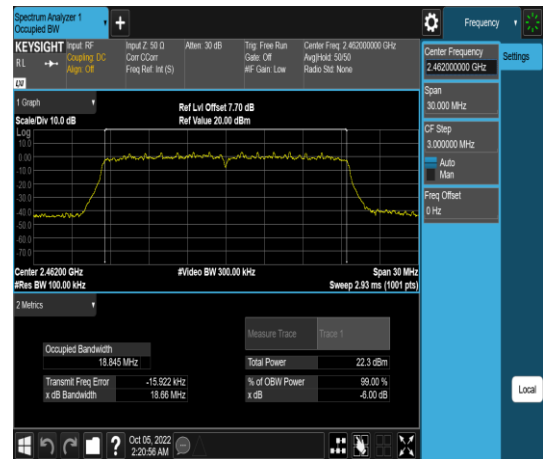 Spectrum Analyzer 1
Occupied BW
Frequency
KEYSIGHT Input: RF Input Z: 50 Ω Atten: 30 dB Trig: Free Run Center Freq: 2.462000000 GHz
RL Coupling: DC Corr CCorr Gate: Off Avg|Hold: 50/50
Align: Off Freq Ref: Int (S) #IF Gain: Low Radio Std: None
LXI
Center Frequency
2.462000000 GHz
Settings
Span
30.000 MHz
CF Step
3.000000 MHz
Auto
Man
Freq Offset
0 Hz
1 Graph
Ref Lvl Offset 7.70 dB
Scale/Div 10.0 dB Ref Value 20.00 dBm
Log
10.0
0.00
-10.0
-20.0
-30.0
-40.0
-50.0
-60.0
-70.0
Center 2.46200 GHz #Video BW 300.00 kHz Span 30 MHz
#Res BW 100.00 kHz Sweep 2.93 ms (1001 pts)
2 Metrics
Measure Trace Trace 1
Occupied Bandwidth
18.845 MHz Total Power 22.3 dBm
Transmit Freq Error -15.922 kHz % of OBW Power 99.00 %
x dB Bandwidth 18.66 MHz x dB -6.00 dB
Local
Oct 05, 2022
2:20:56 AM